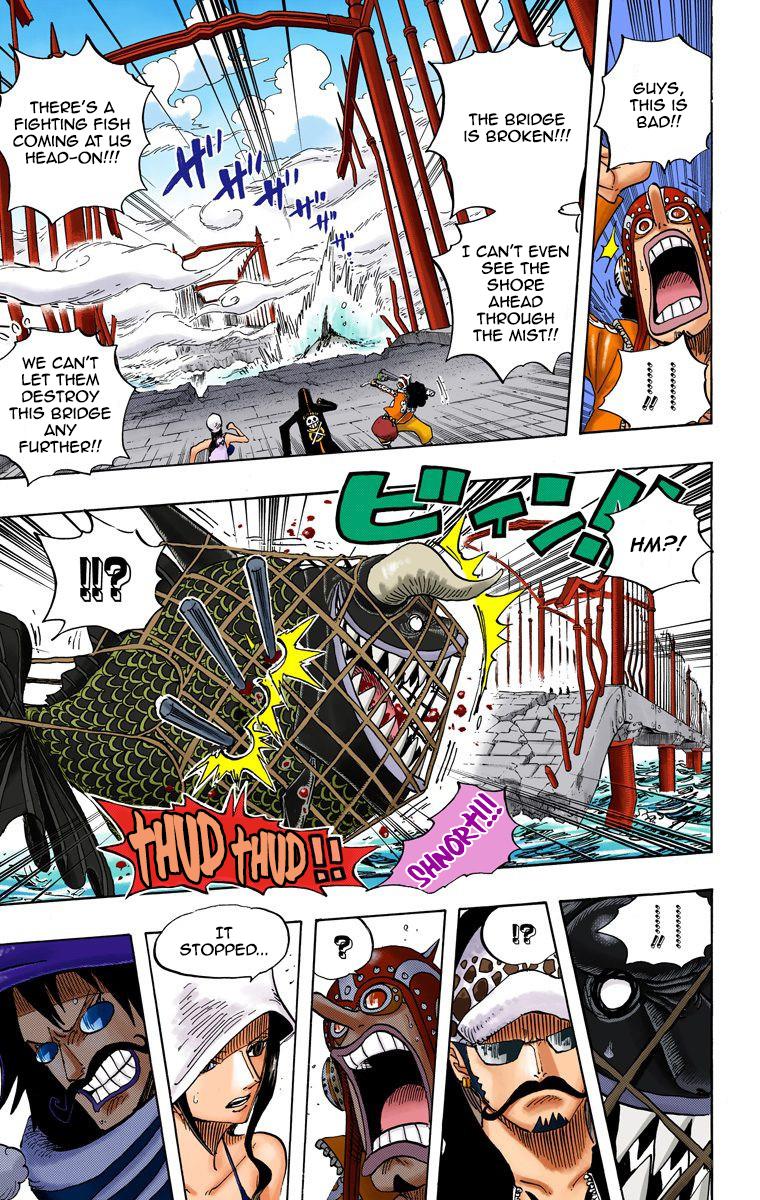 GUYS,
THIS IS
BAD!!
!!
THE BRIDGE
IS BROKEN!!!
I CAN'T EVEN
SEE THE
SHORE
AHEAD
THROUGH
THE MIST!!
THERE'S A
FIGHTING FISH
COMING AT US
HEAD-ON!!!
ザ
ザ
ザ
ザ
ザ
ザ
WE CAN'T
LET THEM
DESTROY
THIS BRIDGE
ANY
FURTHER!!
HM?!
ビィン!!
!!?
THUD THUD!!
SHNORT!!!
!!
!?
?
IT
STOPPED...